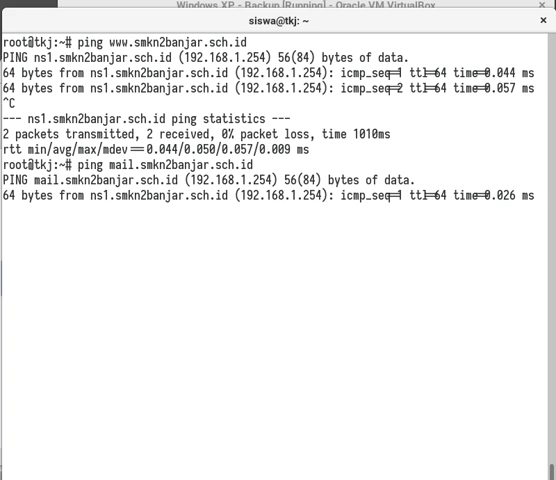 Windows XP - Backup [Running] - Oracle VM VirtualBox
siswa@tkj: ~
root@tkj:~# ping www.smkn2banjar.sch.id
PING ns1.smkn2banjar.sch.id (192.168.1.254) 56(84) bytes of data.
64 bytes from ns1.smkn2banjar.sch.id (192.168.1.254): icmp_seq=1 ttl=64 time=0.044 ms
64 bytes from ns1.smkn2banjar.sch.id (192.168.1.254): icmp_seq=2 ttl=64 time=0.057 ms
^C
--- ns1.smkn2banjar.sch.id ping statistics ---
2 packets transmitted, 2 received, 0% packet loss, time 1010ms
rtt min/avg/max/mdev = 0.044/0.050/0.057/0.009 ms
root@tkj:~# ping mail.smkn2banjar.sch.id
PING mail.smkn2banjar.sch.id (192.168.1.254) 56(84) bytes of data.
64 bytes from ns1.smkn2banjar.sch.id (192.168.1.254): icmp_seq=1 ttl=64 time=0.026 ms